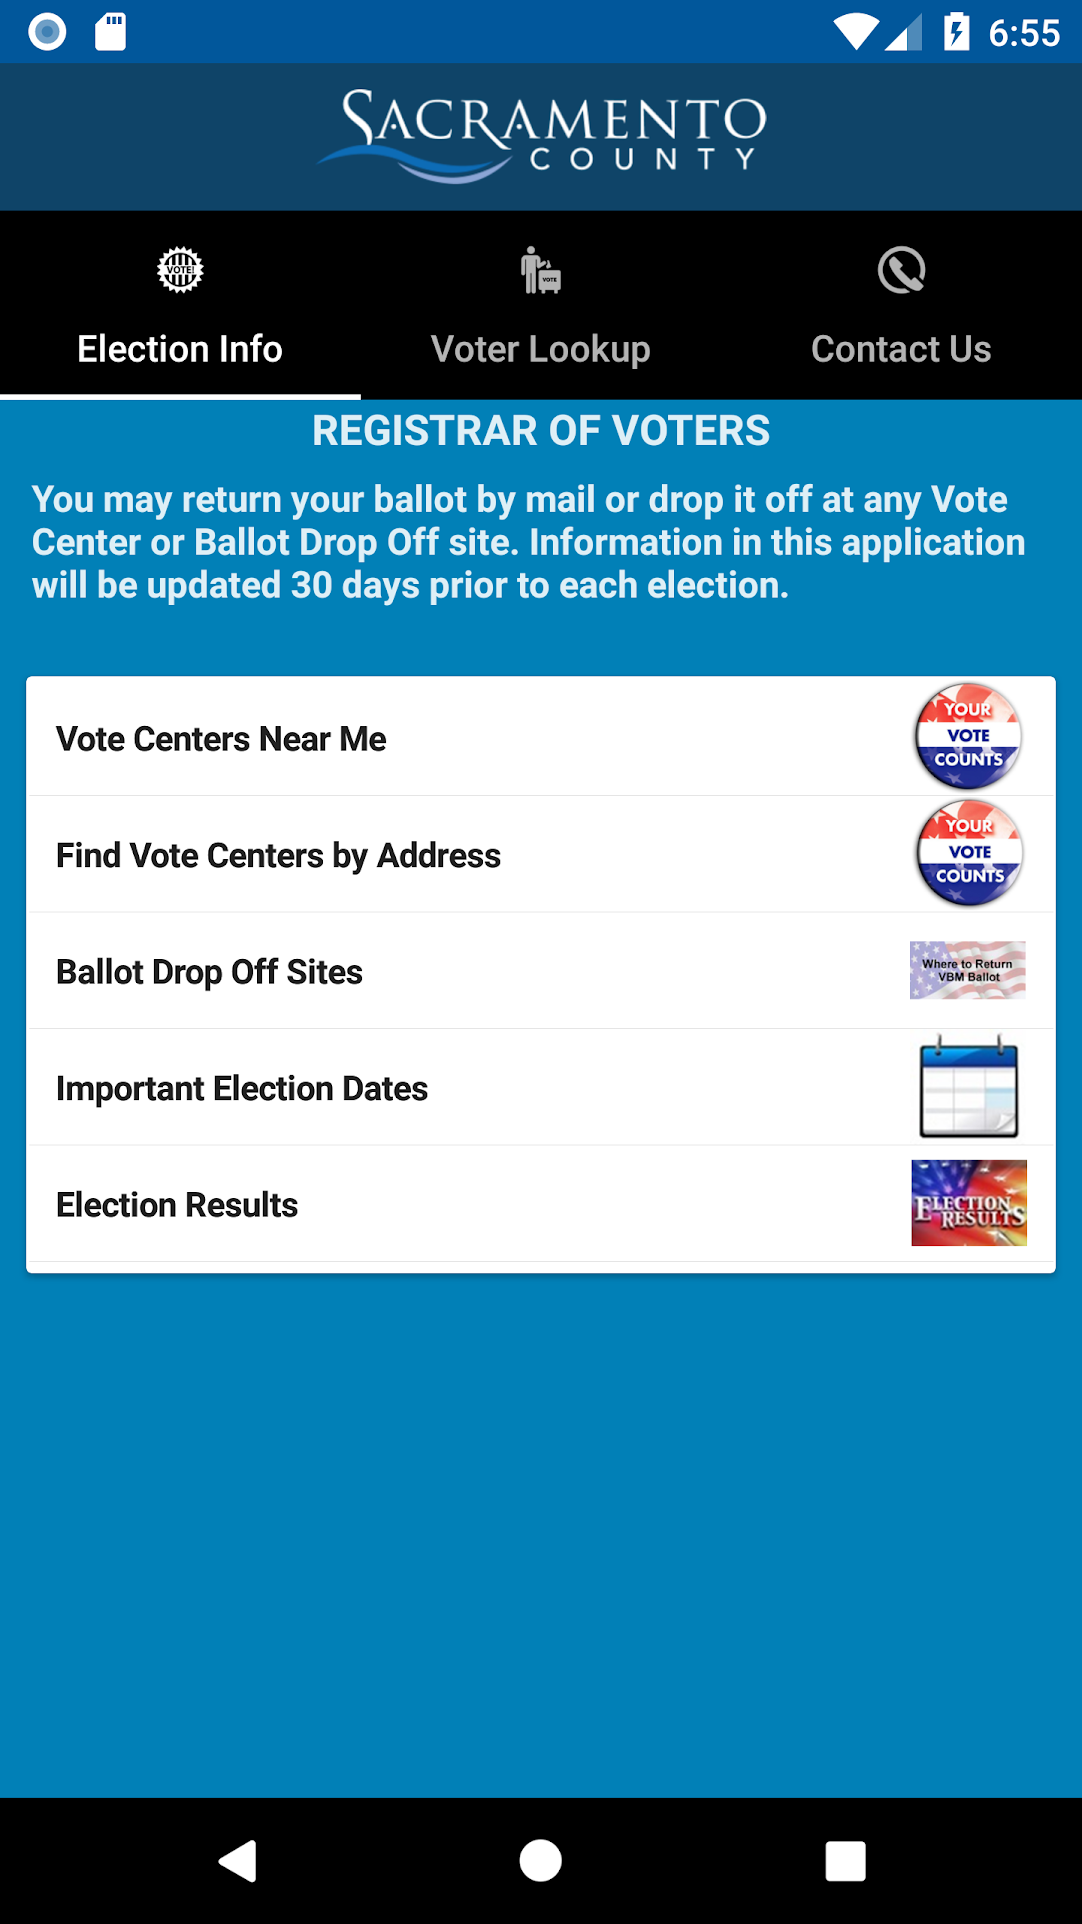 6:55
SACRAMENTO
COUNTY
VOTE!
VOTE
Election Info
Voter Lookup
Contact Us
REGISTRAR OF VOTERS
You may return your ballot by mail or drop it off at any Vote
Center or Ballot Drop Off site. Information in this application
will be updated 30 days prior to each election.
Vote Centers Near Me
YOUR
VOTE
COUNTS
Find Vote Centers by Address
YOUR
VOTE
COUNTS
Ballot Drop Off Sites
Where to Return
VBM Ballot
Important Election Dates
Election Results
ELECTION
RESULTS